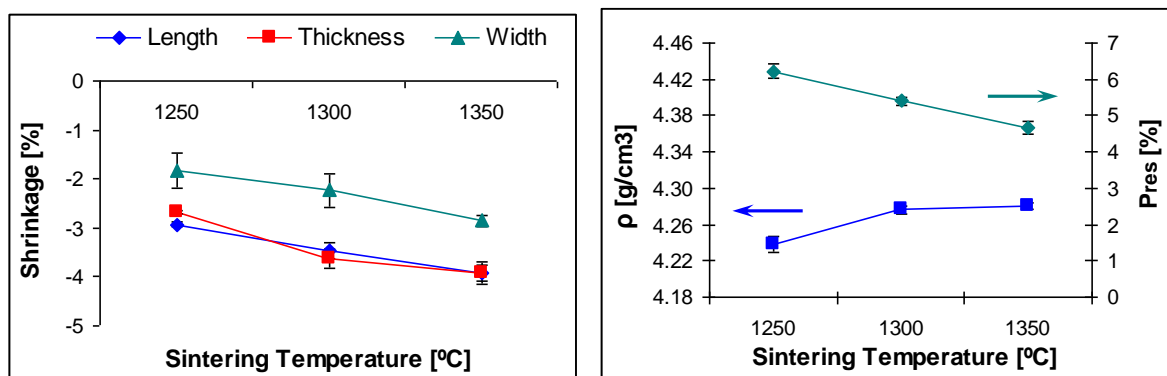 Length Thickness Width
0
-1
-2
-3
-4
-5
1250 1300 1350
Shrinkage [%]
Sintering Temperature [ºC]
4.46
4.42
4.38
4.34
4.30
4.26
4.22
4.18
ρ [g/cm3]
7
6
5
4
3
2
1
0
Pres [%]
1250 1300 1350
Sintering Temperature [ºC]